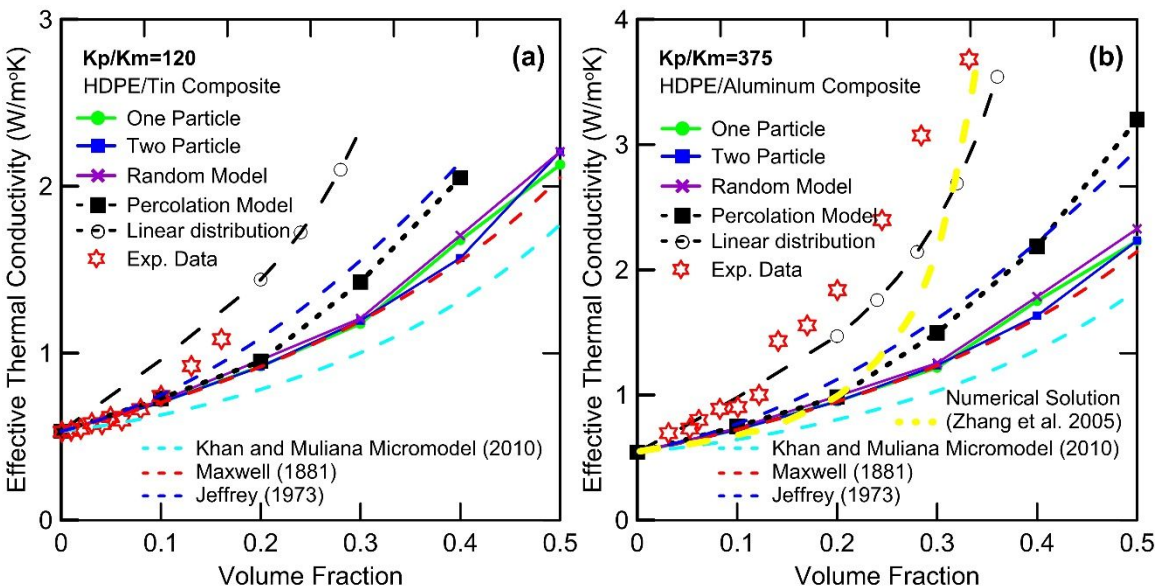 3
2
1
0
Effective Thermal Conductivity (W/m°K)
Kp/Km=120
(a)
HDPE/Tin Composite
One Particle
Two Particle
Random Model
Percolation Model
Linear distribution
Exp. Data
Khan and Muliana Micromodel (2010)
Maxwell (1881)
Jeffrey (1973)
0 0.1 0.2 0.3 0.4 0.5
Volume Fraction
4
3
2
1
0
Effective Thermal Conductivity (W/m°K)
Kp/Km=375
(b)
HDPE/Aluminum Composite
One Particle
Two Particle
Random Model
Percolation Model
Linear distribution
Exp. Data
Numerical Solution
(Zhang et al. 2005)
Khan and Muliana Micromodel (2010)
Maxwell (1881)
Jeffrey (1973)
0 0.1 0.2 0.3 0.4 0.5
Volume Fraction